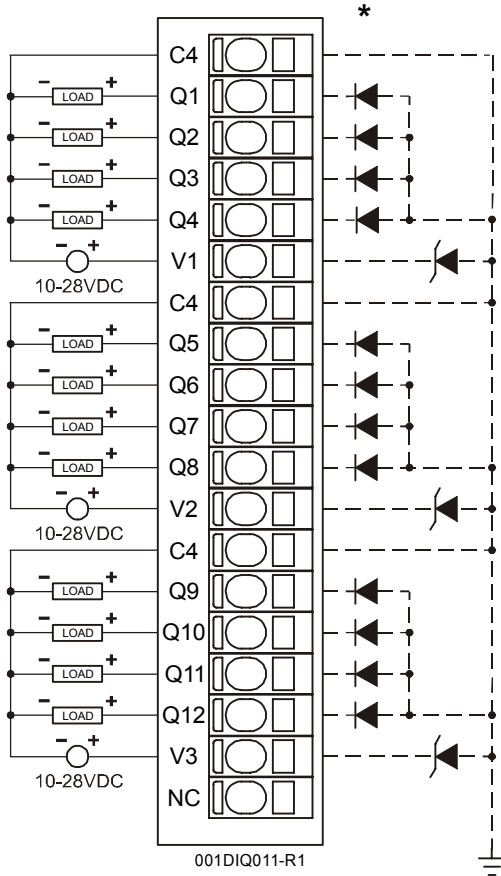 *
C4
- LOAD + Q1
- LOAD + Q2
- LOAD + Q3
- LOAD + Q4
- + V1
10-28VDC
C4
- LOAD + Q5
- LOAD + Q6
- LOAD + Q7
- LOAD + Q8
- + V2
10-28VDC
C4
- LOAD + Q9
- LOAD + Q10
- LOAD + Q11
- LOAD + Q12
- + V3
10-28VDC
NC
001DIQ011-R1